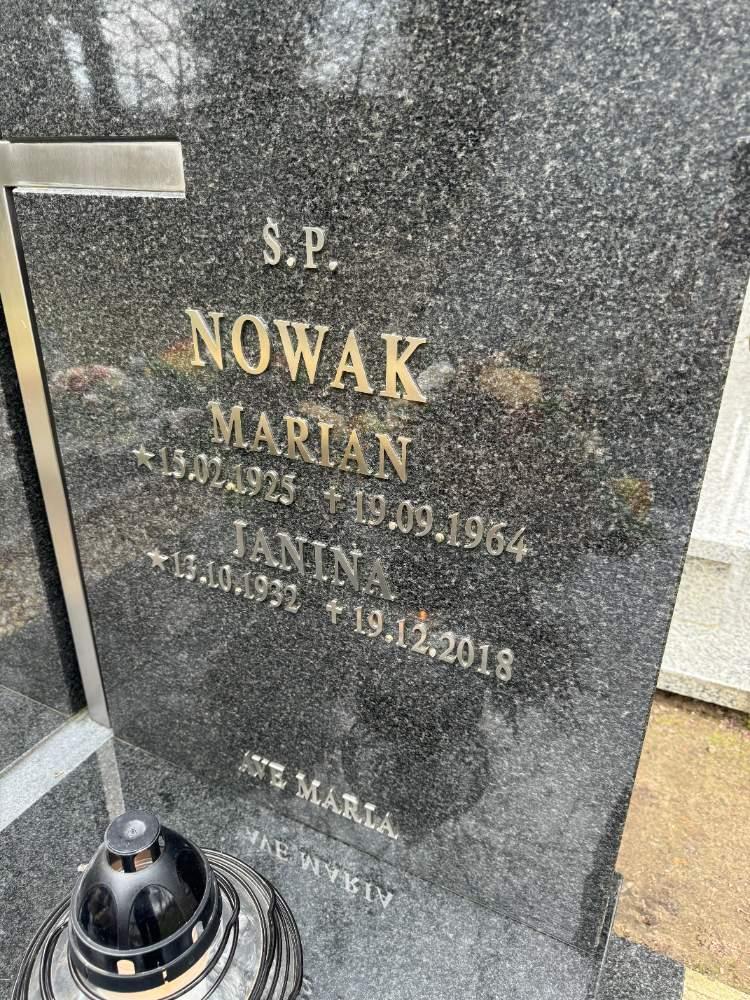 Ś.P.
NOWAK
MARIAN
★15.02.1925 ✝19.09.1964
JANINA
★13.10.1932 ✝19.12.2018
AVE MARIA